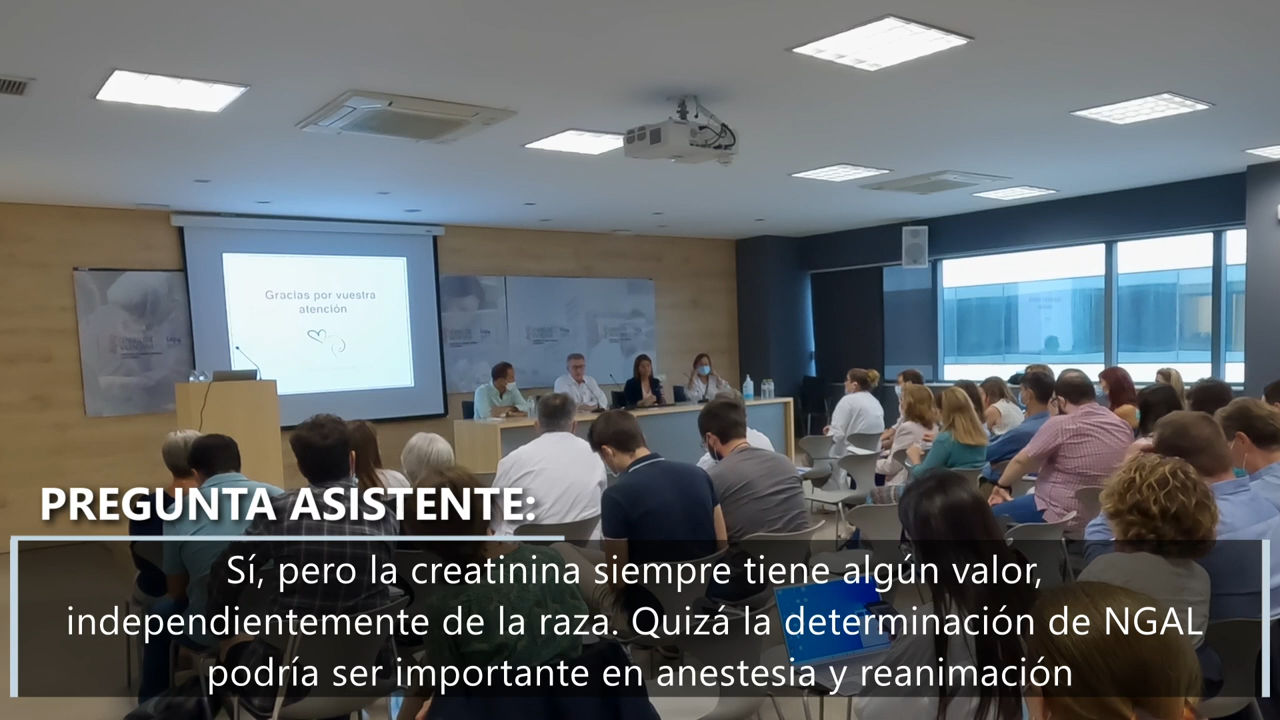 Gracias por vuestra
atención
PREGUNTA ASISTENTE:
Sí, pero la creatinina siempre tiene algún valor,
independientemente de la raza. Quizá la determinación de NGAL
podría ser importante en anestesia y reanimación